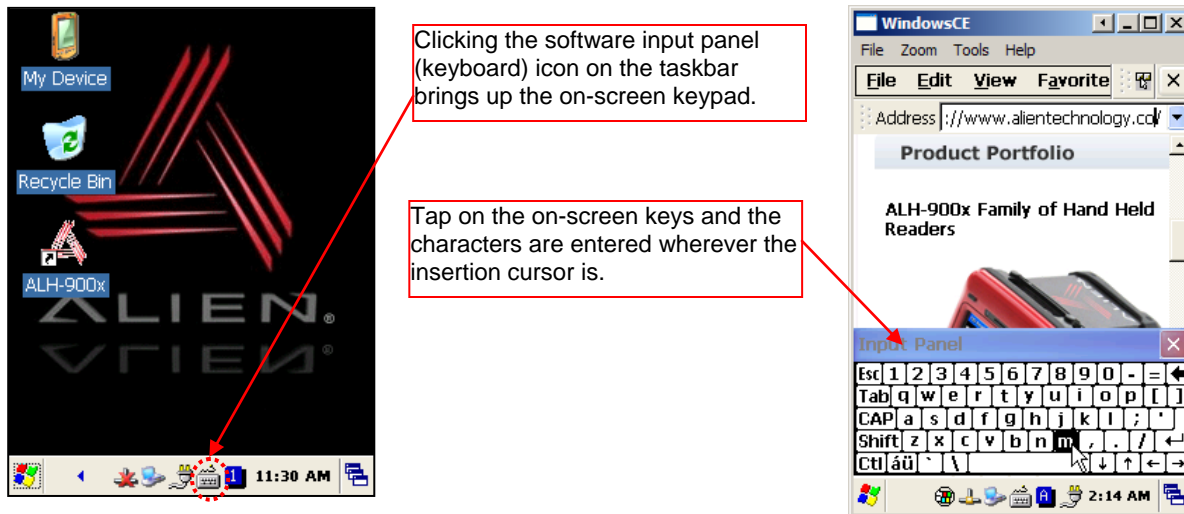 My Device
Recycle Bin
ALH-900x
ALIEN®
1 11:30 AM
Clicking the software input panel
(keyboard) icon on the taskbar
brings up the on-screen keypad.
Tap on the on-screen keys and the
characters are entered wherever the
insertion cursor is.
WindowsCE
File Zoom Tools Help
File Edit View Favorite
Address ://www.alientechnology.co/
Product Portfolio
ALH-900x Family of Hand Held
Readers
Input Panel
Esc 1 2 3 4 5 6 7 8 9 0 - =
Tab q w e r t y u i o p [ ]
CAP a s d f g h j k l ; '
Shift z x c v b n m , . /
Ctl áü ` \ ↓ ↑ ← →
A 2:14 AM